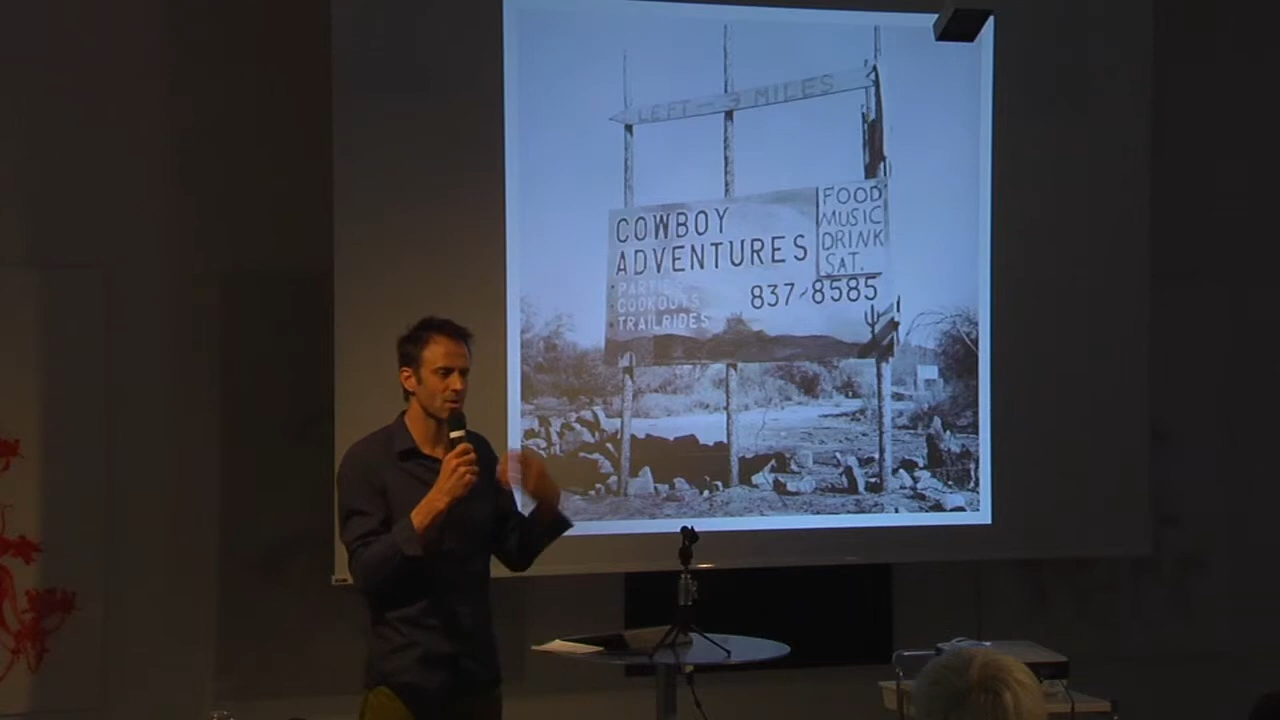 LEFT - 3 MILES
COWBOY
ADVENTURES
FOOD
MUSIC
DRINK
SAT.
• PARTIES
• COOKOUTS
• TRAILRIDES
837-8585